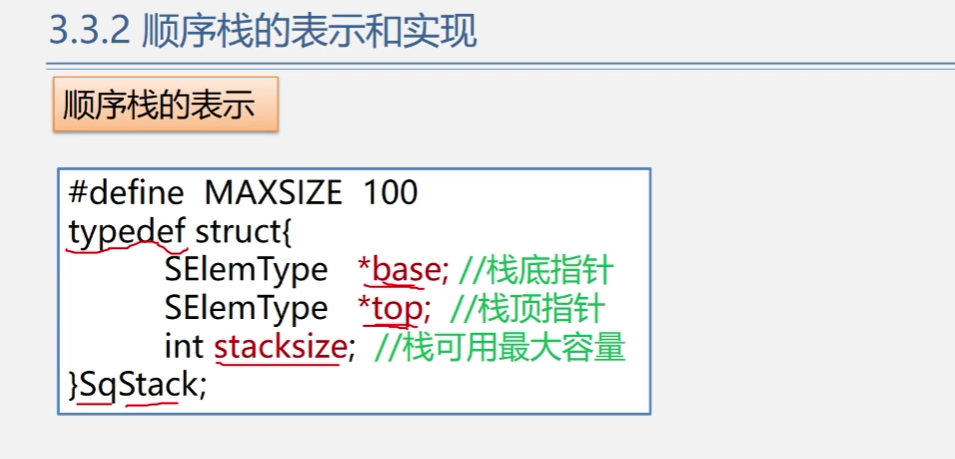 3.3.2 顺序栈的表示和实现
顺序栈的表示
#define MAXSIZE 100
typedef struct{
SElemType *base; //栈底指针
SElemType *top; //栈顶指针
int stacksize; //栈可用最大容量
}SqStack;